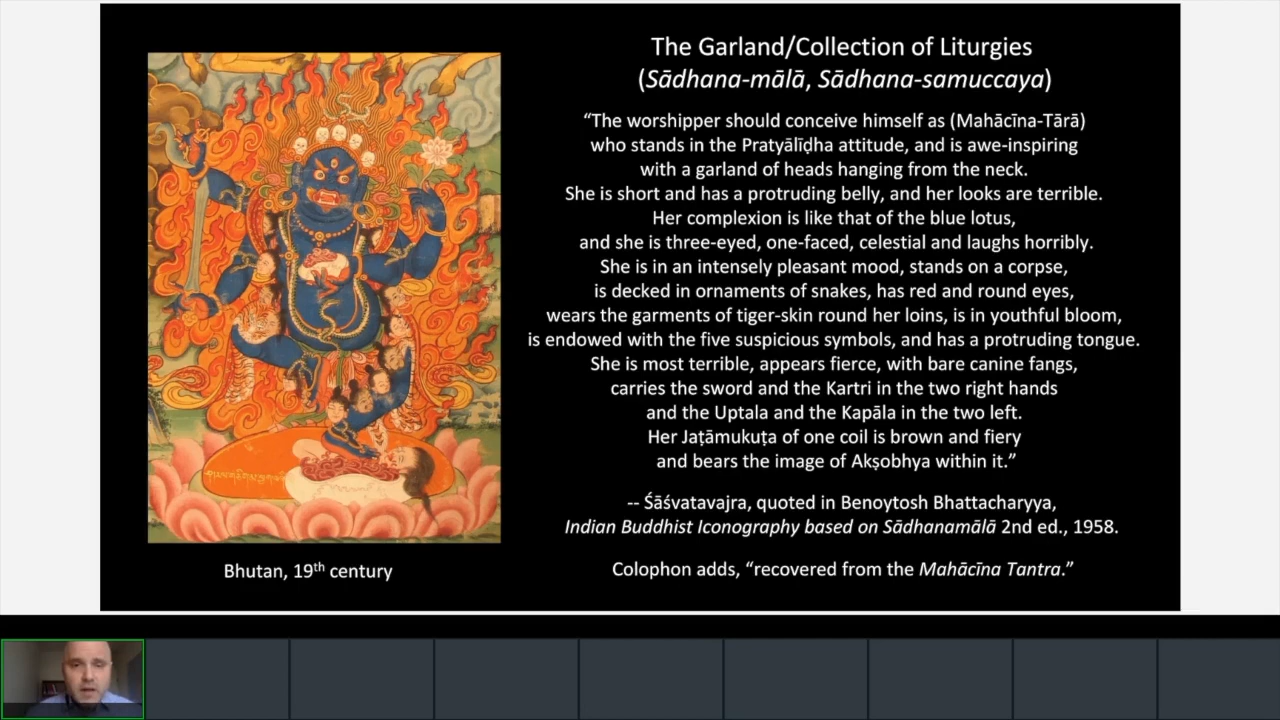 The Garland/Collection of Liturgies
(Sādhana-mālā, Sādhana-samuccaya)
“The worshipper should conceive himself as (Mahācīna-Tārā)
who stands in the Pratyālīḍha attitude, and is awe-inspiring
with a garland of heads hanging from the neck.
She is short and has a protruding belly, and her looks are terrible.
Her complexion is like that of the blue lotus,
and she is three-eyed, one-faced, celestial and laughs horribly.
She is in an intensely pleasant mood, stands on a corpse,
is decked in ornaments of snakes, has red and round eyes,
wears the garments of tiger-skin round her loins, is in youthful bloom,
is endowed with the five suspicious symbols, and has a protruding tongue.
She is most terrible, appears fierce, with bare canine fangs,
carries the sword and the Kartri in the two right hands
and the Uptala and the Kapāla in the two left.
Her Jaṭāmukuṭa of one coil is brown and fiery
and bears the image of Akṣobhya within it.”
-- Śāśvatavajra, quoted in Benoytosh Bhattacharyya,
Indian Buddhist Iconography based on Sādhanamālā 2nd ed., 1958.
Colophon adds, “recovered from the Mahācīna Tantra.”
Bhutan, 19th century